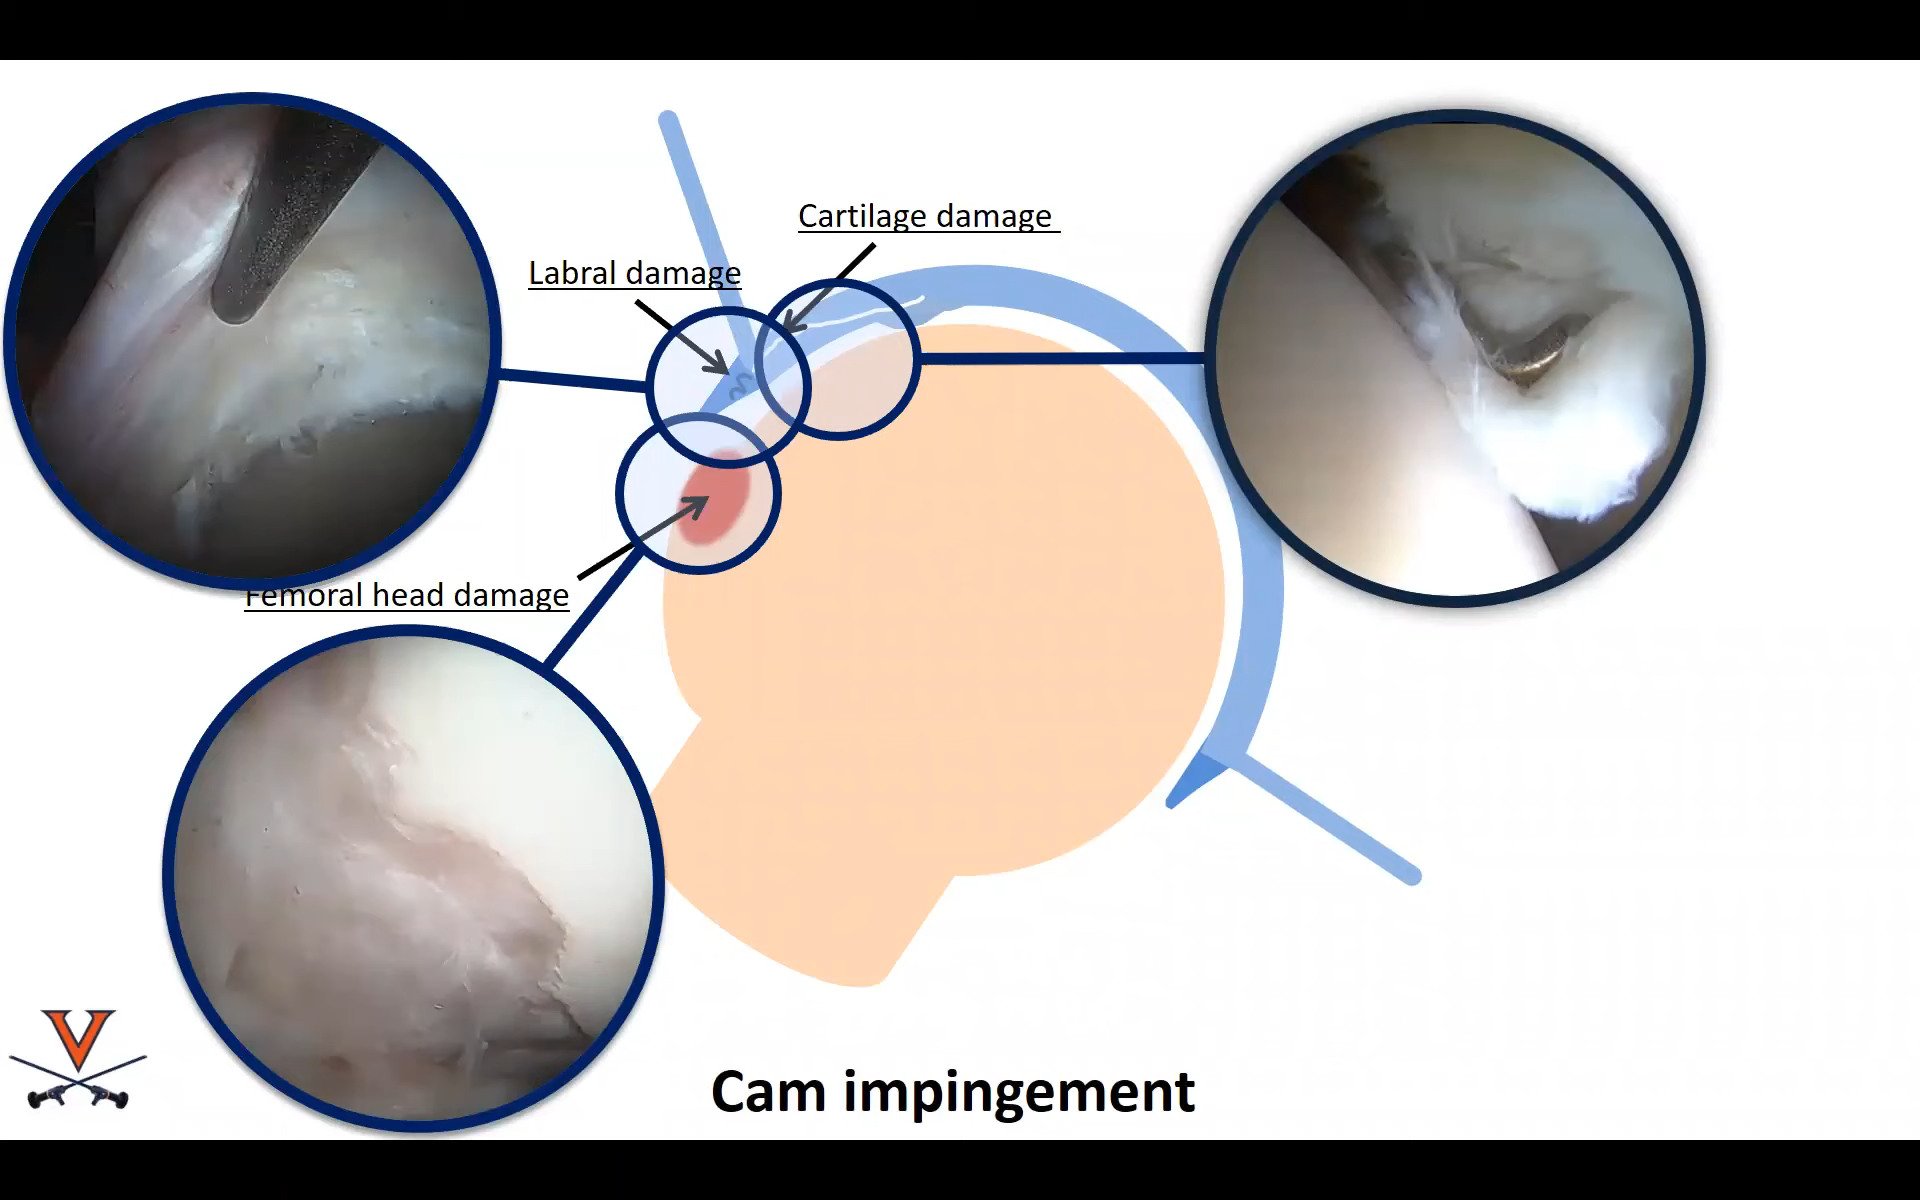 Cartilage damage
Labral damage
Femoral head damage
V
Cam impingement